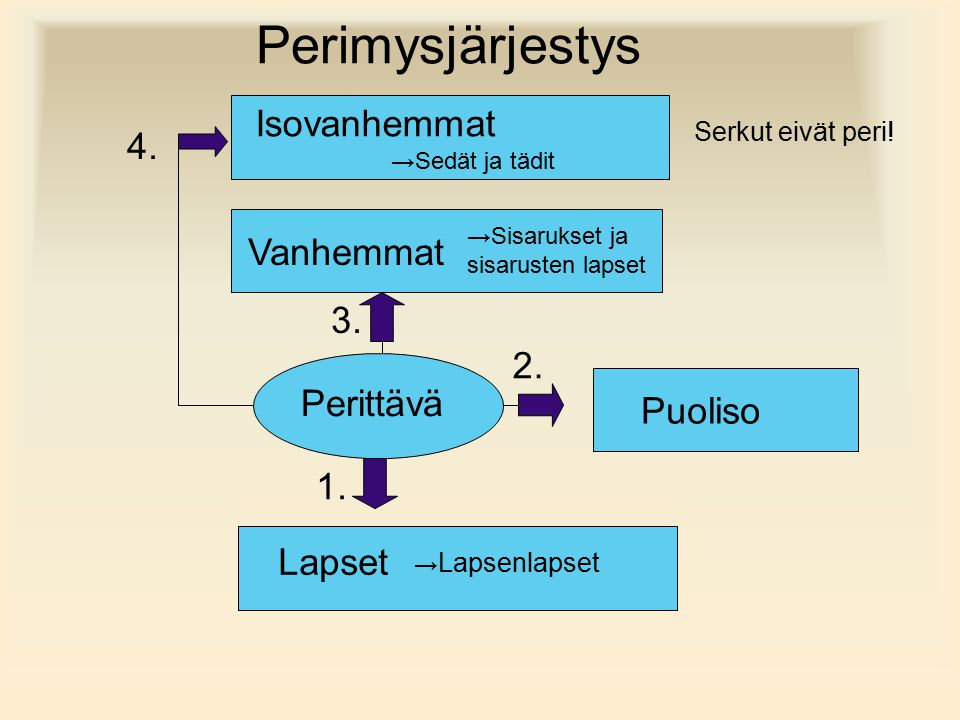 Perimysjärjestys
4.
Isovanhemmat
→Sedät ja tädit
Serkut eivät peri!
Vanhemmat
→Sisarukset ja
sisarusten lapset
3.
2.
Perittävä
Puoliso
1.
Lapset →Lapsenlapset